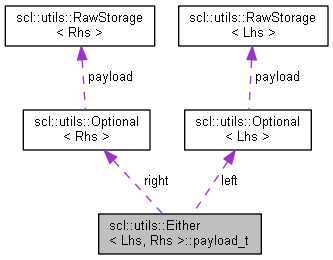 scl::utils::RawStorage
< Rhs >
scl::utils::RawStorage
< Lhs >
payload
payload
scl::utils::Optional
< Rhs >
scl::utils::Optional
< Lhs >
right
left
scl::utils::Either
< Lhs, Rhs >::payload_t